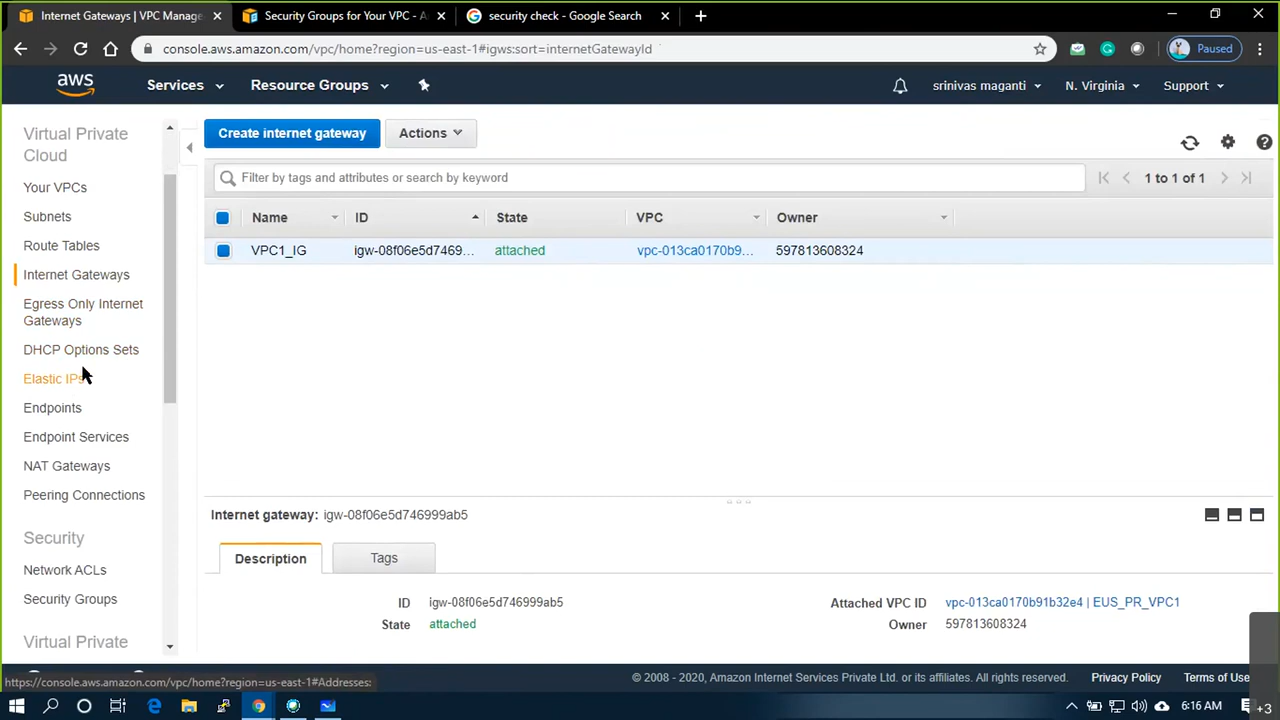 Internet Gateways | VPC Manage
Security Groups for Your VPC - A
security check - Google Search
console.aws.amazon.com/vpc/home?region=us-east-1#igws:sort=internetGatewayId
Paused
aws
Services
Resource Groups
srinivas maganti
N. Virginia
Support
Virtual Private
Cloud
Your VPCs
Subnets
Route Tables
Internet Gateways
Egress Only Internet
Gateways
DHCP Options Sets
Elastic IPs
Endpoints
Endpoint Services
NAT Gateways
Peering Connections
Security
Network ACLs
Security Groups
Virtual Private
Create internet gateway
Actions
Filter by tags and attributes or search by keyword
1 to 1 of 1
Name ID State VPC Owner
VPC1_IG igw-08f06e5d7469... attached vpc-013ca0170b9... 597813608324
Internet gateway: igw-08f06e5d746999ab5
Description
Tags
ID igw-08f06e5d746999ab5 Attached VPC ID vpc-013ca0170b91b32e4 | EUS_PR_VPC1
State attached Owner 597813608324
https://console.aws.amazon.com/vpc/home?region=us-east-1#Addresses:
© 2008 - 2020, Amazon Internet Services Private Ltd. or its affiliates. All rights reserved. Privacy Policy Terms of Use
6:16 AM
+3